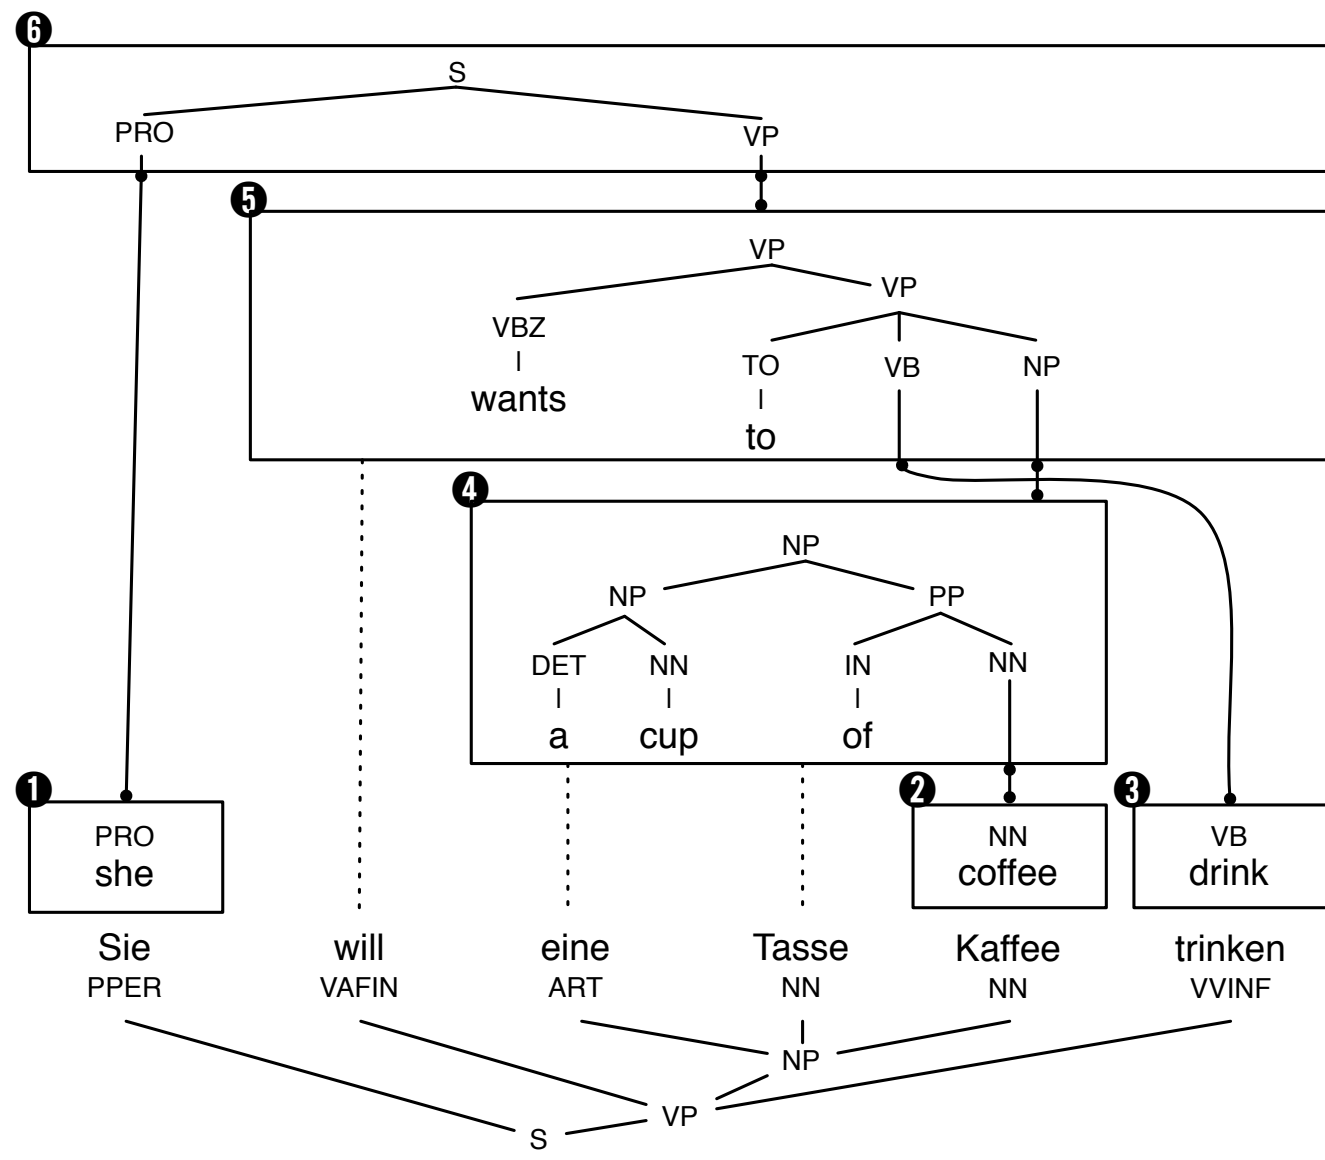 6
S
PRO VP
5
VP
VP
VBZ
TO VB NP
wants
to
4
NP
NP PP
DET NN IN NN
a cup of
1 2 3
PRO NN VB
she coffee drink
Sie will eine Tasse Kaffee trinken
PPER VAFIN ART NN NN VVINF
NP
VP
S